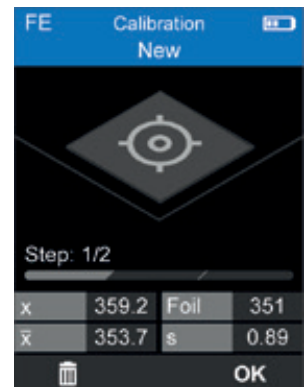 FE Calibration
New
Step: 1/2
x 359.2 Foil 351
x̅ 353.7 s 0.89
OK